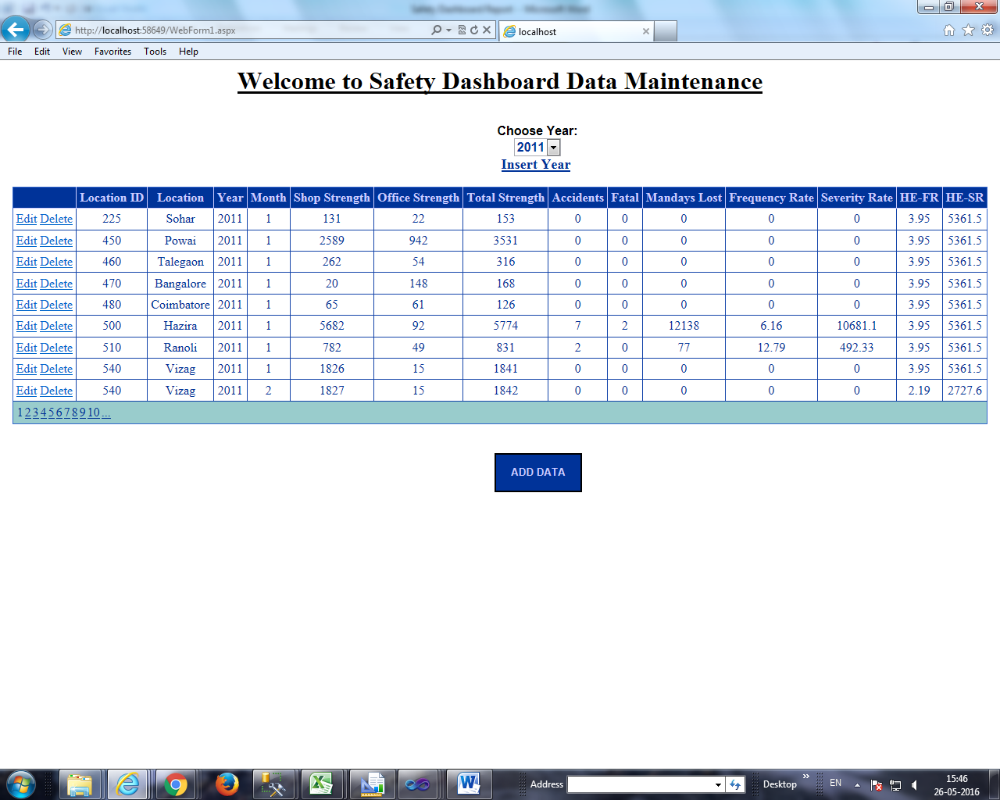 Safety Dashboard Report - Microsoft Word
http://localhost:58649/WebForm1.aspx
localhost
File Edit View Favorites Tools Help
Welcome to Safety Dashboard Data Maintenance
Choose Year:
2011
Insert Year
Location ID Location Year Month Shop Strength Office Strength Total Strength Accidents Fatal Mandays Lost Frequency Rate Severity Rate HE-FR HE-SR
Edit Delete 225 Sohar 2011 1 131 22 153 0 0 0 0 0 3.95 5361.5
Edit Delete 450 Powai 2011 1 2589 942 3531 0 0 0 0 0 3.95 5361.5
Edit Delete 460 Talegaon 2011 1 262 54 316 0 0 0 0 0 3.95 5361.5
Edit Delete 470 Bangalore 2011 1 20 148 168 0 0 0 0 0 3.95 5361.5
Edit Delete 480 Coimbatore 2011 1 65 61 126 0 0 0 0 0 3.95 5361.5
Edit Delete 500 Hazira 2011 1 5682 92 5774 7 2 12138 6.16 10681.1 3.95 5361.5
Edit Delete 510 Ranoli 2011 1 782 49 831 2 0 77 12.79 492.33 3.95 5361.5
Edit Delete 540 Vizag 2011 1 1826 15 1841 0 0 0 0 0 3.95 5361.5
Edit Delete 540 Vizag 2011 2 1827 15 1842 0 0 0 0 0 2.19 2727.6
1 2 3 4 5 6 7 8 9 10 ...
ADD DATA
Address Desktop » EN 15:46
26-05-2016